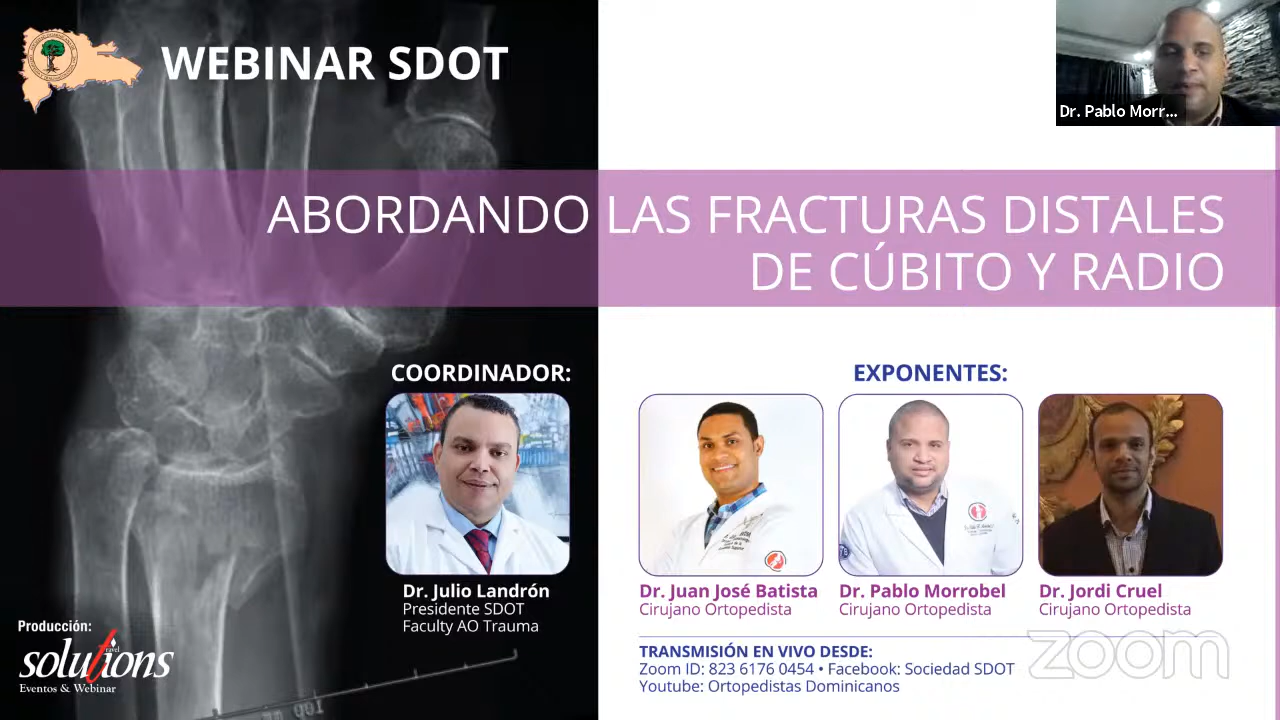 WEBINAR SDOT
Dr. Pablo Morr...
ABORDANDO LAS FRACTURAS DISTALES
DE CÚBITO Y RADIO
COORDINADOR:
Dr. Julio Landrón
Presidente SDOT
Faculty AO Trauma
EXPONENTES:
Dr. Juan José Batista
Cirujano Ortopedista
Dr. Pablo Morrobel
Cirujano Ortopedista
Dr. Jordi Cruel
Cirujano Ortopedista
TRANSMISIÓN EN VIVO DESDE:
Zoom ID: 823 6176 0454 • Facebook: Sociedad SDOT
Youtube: Ortopedistas Dominicanos
zoom
Producción:
travel
solutions
Eventos & Webinar